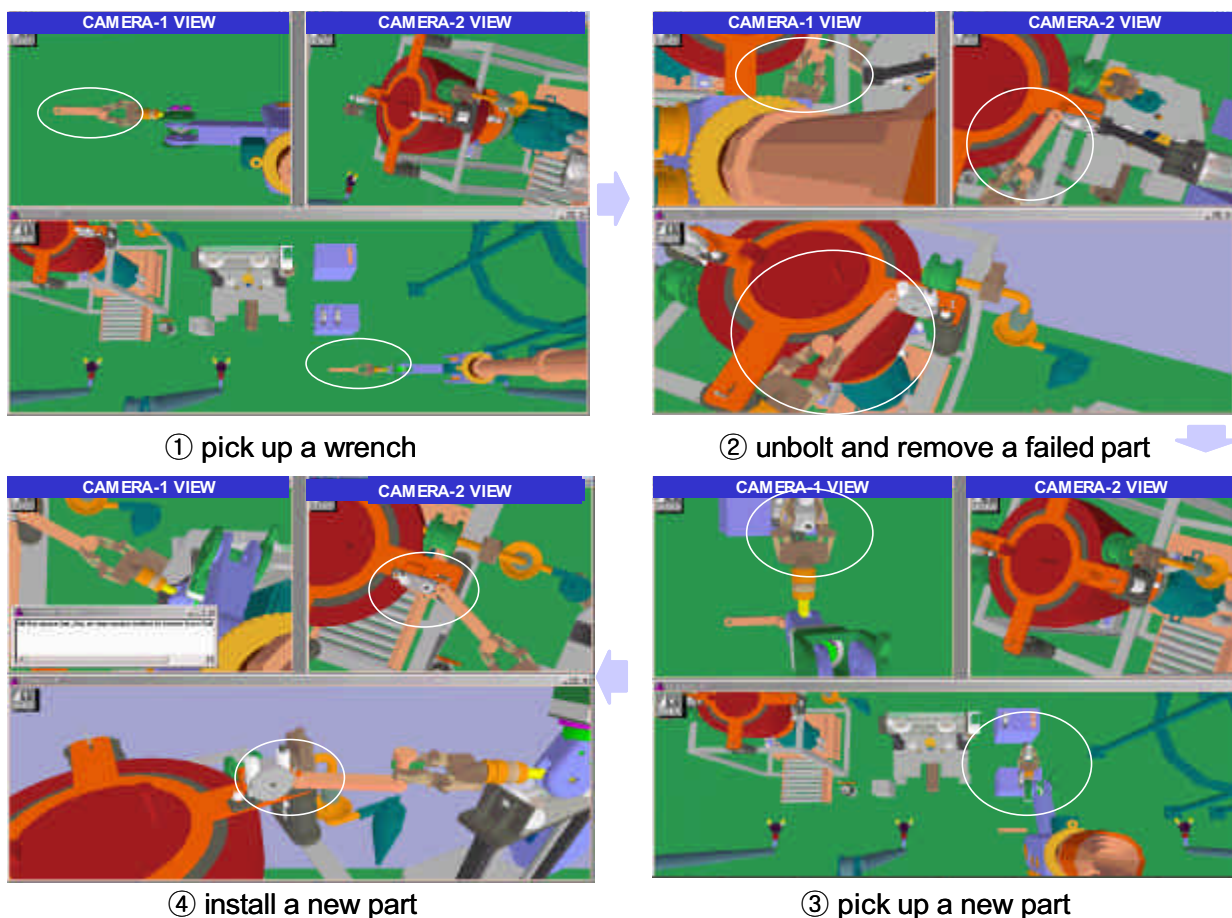 CAMERA-1 VIEW
CAMERA-2 VIEW
① pick up a wrench
CAMERA-1 VIEW
CAMERA-2 VIEW
② unbolt and remove a failed part
CAMERA-1 VIEW
CAMERA-2 VIEW
④ install a new part
CAMERA-1 VIEW
CAMERA-2 VIEW
③ pick up a new part